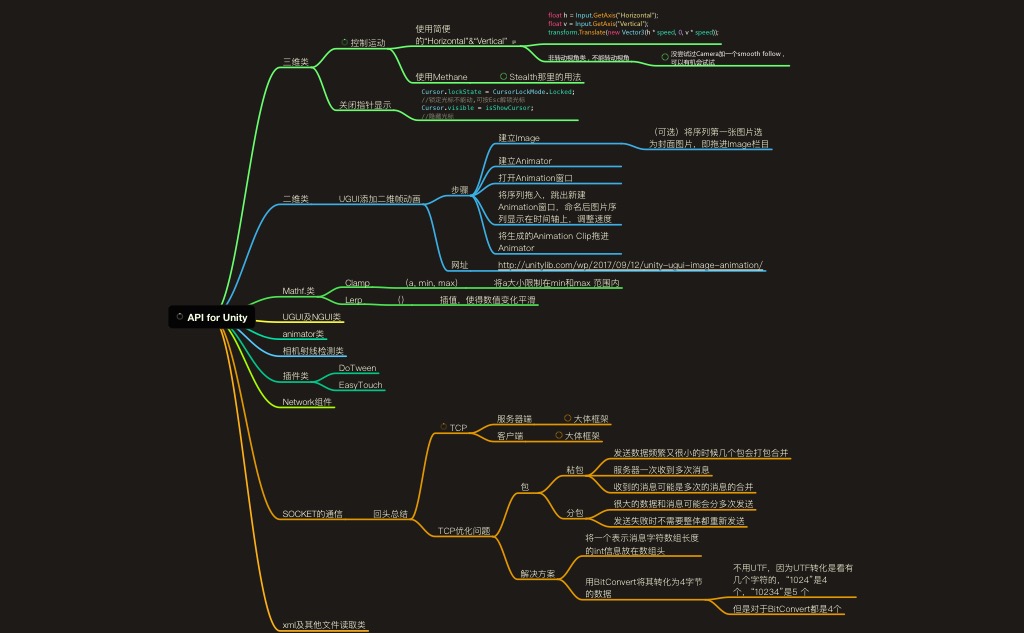 API for Unity
三维类
控制运动
使用简便
的“Horizontal”&“Vertical”
float h = Input.GetAxis("Horizontal");
float v = Input.GetAxis("Vertical");
transform.Translate(new Vector3(h * speed, 0, v * speed));
非转动视角类，不能转动视角
没尝试过Camera加一个smooth follow，
可以有机会试试
使用Methane
Stealth那里的用法
关闭指针显示
Cursor.lockState = CursorLockMode.Locked;
//锁定光标不能动,可按Esc解锁光标
Cursor.visible = isShowCursor;
//隐藏光标
二维类
UGUI添加二维帧动画
步骤
建立Image
（可选）将序列第一张图片选
为封面图片，即拖进Image栏目
建立Animator
打开Animation窗口
将序列拖入，跳出新建
Animation窗口，命名后图片序
列显示在时间轴上，调整速度
将生成的Animation Clip拖进
Animator
网址
http://unitylib.com/wp/2017/09/12/unity-ugui-image-animation/
Mathf.类
Clamp
（a, min, max）
将a大小限制在min和max 范围内
Lerp
（）
插值，使得数值变化平滑
UGUI及NGUI类
animator类
相机射线检测类
插件类
DoTween
EasyTouch
Network组件
SOCKET的通信
回头总结
TCP
服务器端
大体框架
客户端
大体框架
TCP优化问题
包
粘包
发送数据频繁又很小的时候几个包会打包合并
服务器一次收到多次消息
收到的消息可能是多次的消息的合并
分包
很大的数据和消息可能会分多次发送
发送失败时不需要整体都重新发送
解决方案
将一个表示消息字符数组长度
的int信息放在数组头
用BitConvert将其转化为4字节
的数据
不用UTF，因为UTF转化是看有
几个字符的，“1024”是4
个，“10234”是5 个
但是对于BitConvert都是4个
xml及其他文件读取类